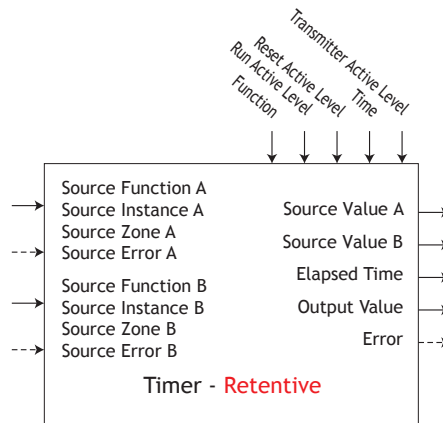 Function
Run Active Level
Reset Active Level
Time
Transmitter Active Level
Source Function A
Source Instance A
Source Zone A
Source Error A
Source Function B
Source Instance B
Source Zone B
Source Error B
Source Value A
Source Value B
Elapsed Time
Output Value
Error
Timer - Retentive